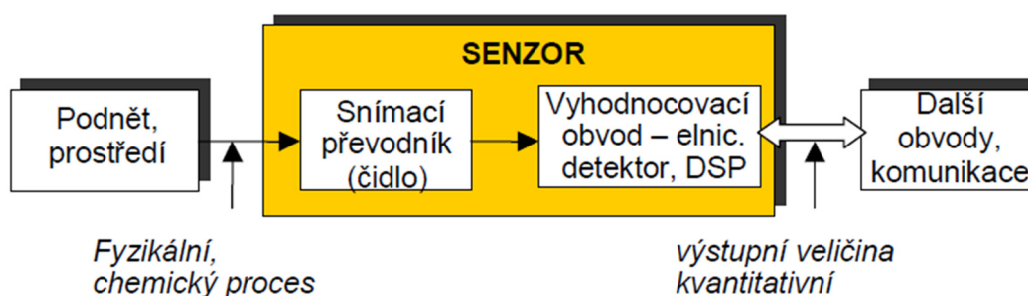 SENZOR
Podnět,
prostředí
Snímací
převodník
(čidlo)
Vyhodnocovací
obvod – elnic.
detektor, DSP
Další
obvody,
komunikace
Fyzikální,
chemický proces
výstupní veličina
kvantitativní